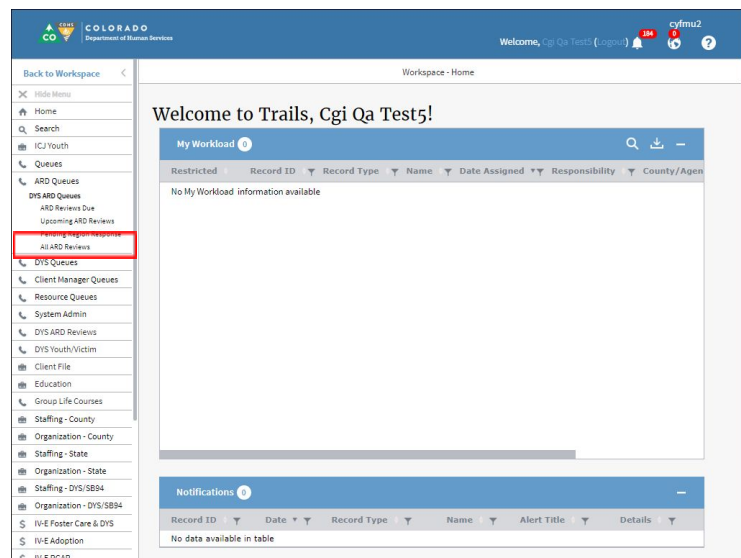 cyfmu2
CDHS
CO
COLORADO
Department of Human Services
Welcome, Cgi Qa Test5 (Logout)
184
0
?
Back to Workspace
Workspace - Home
Hide Menu
Home
Search
ICJ Youth
Queues
ARD Queues
DYS ARD Queues
ARD Reviews Due
Upcoming ARD Reviews
Pending Region Response
All ARD Reviews
DYS Queues
Client Manager Queues
Resource Queues
System Admin
DYS ARD Reviews
DYS Youth/Victim
Client File
Education
Group Life Courses
Staffing - County
Organization - County
Staffing - State
Organization - State
Staffing - DYS/SB94
Organization - DYS/SB94
$ IV-E Foster Care & DYS
$ IV-E Adoption
Welcome to Trails, Cgi Qa Test5!
My Workload 0
Restricted Record ID Record Type Name Date Assigned Responsibility County/Agen
No My Workload information available
Notifications 0
Record ID Date Record Type Name Alert Title Details
No data available in table